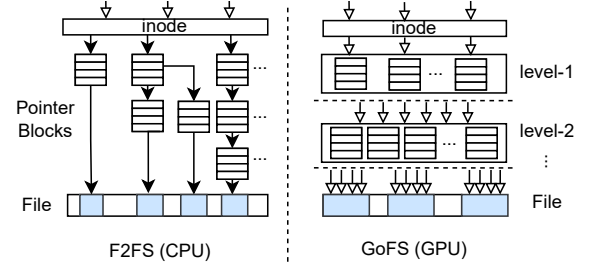 inode
...
Pointer
Blocks
...
...
File
F2FS (CPU)
inode
...
level-1
...
level-2
...
File
GoFS (GPU)